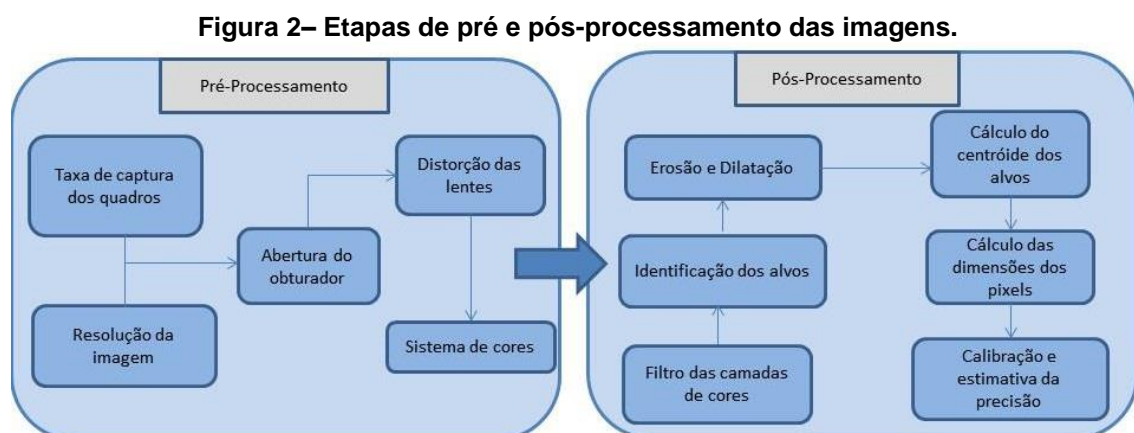 Figura 2– Etapas de pré e pós-processamento das imagens.
Pré-Processamento
Taxa de captura
dos quadros
Resolução da
imagem
Abertura do
obturador
Distorção das
lentes
Sistema de cores
Pós-Processamento
Filtro das camadas
de cores
Identificação dos alvos
Erosão e Dilatação
Cálculo do
centróide dos
alvos
Cálculo das
dimensões dos
pixels
Calibração e
estimativa da
precisão